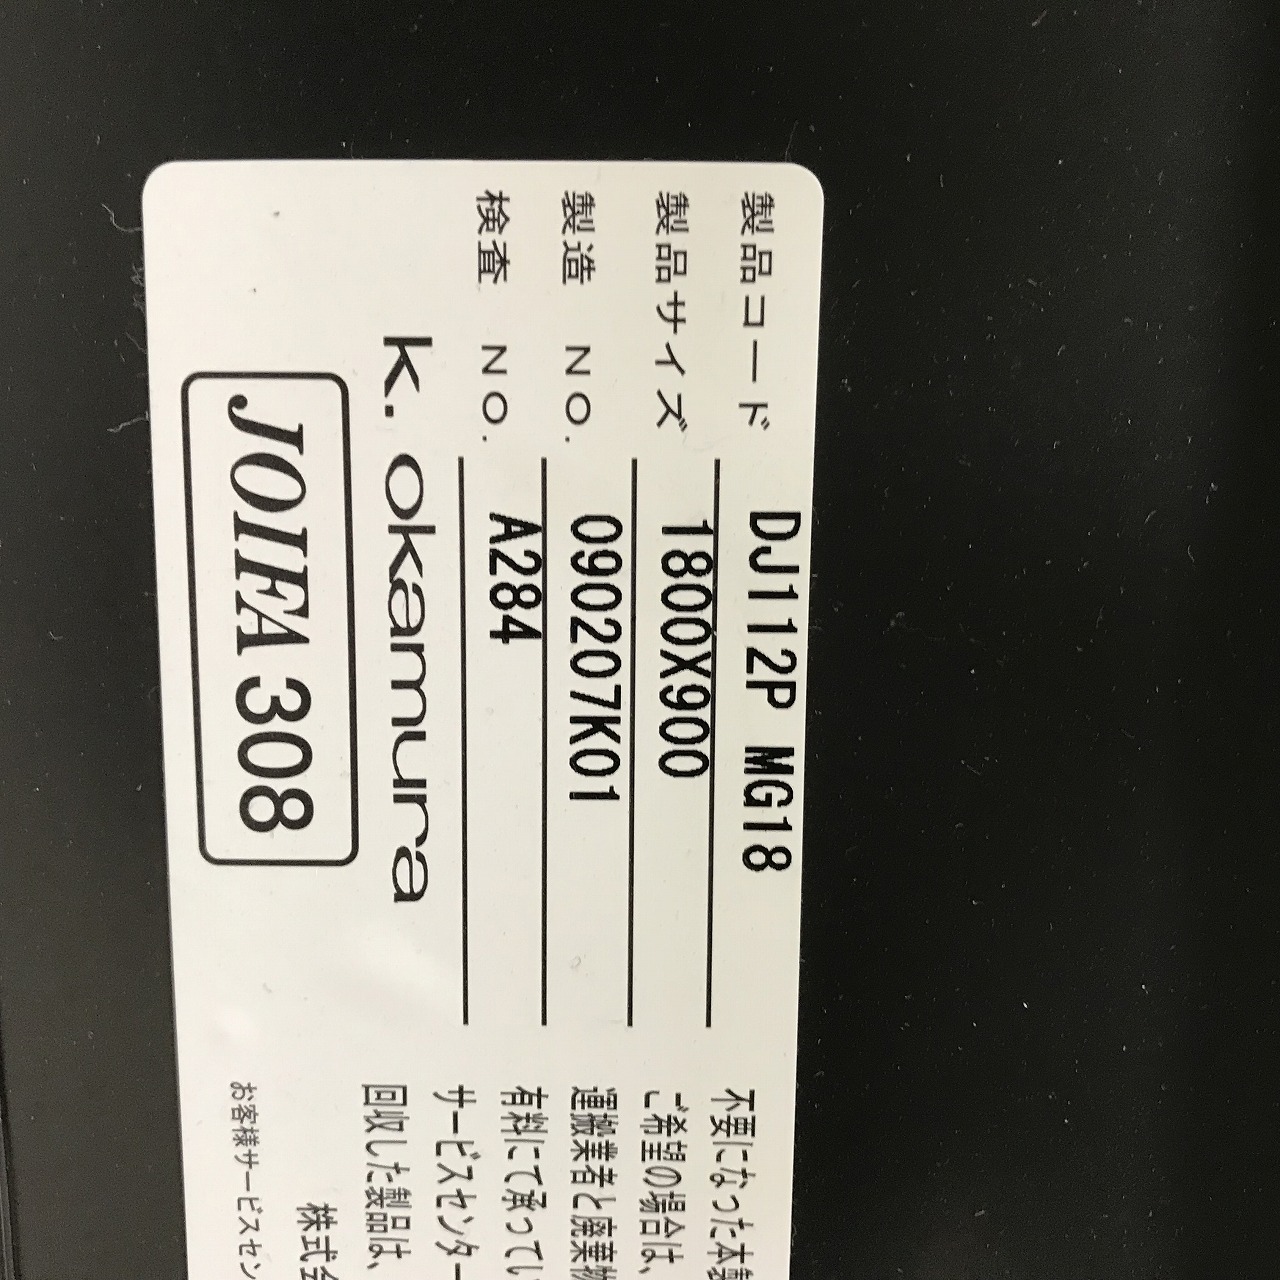 製品コード DJ112P MG18
製品サイズ 1800X900
製造 NO. 090207K01
検査 NO. A284
k. okamura
JOIFA 308
不要になった本製
ご希望の場合は、
運搬業者と廃棄物
有料にて承ってい
サービスセンター
回収した製品は、
株式会
お客様サービスセン